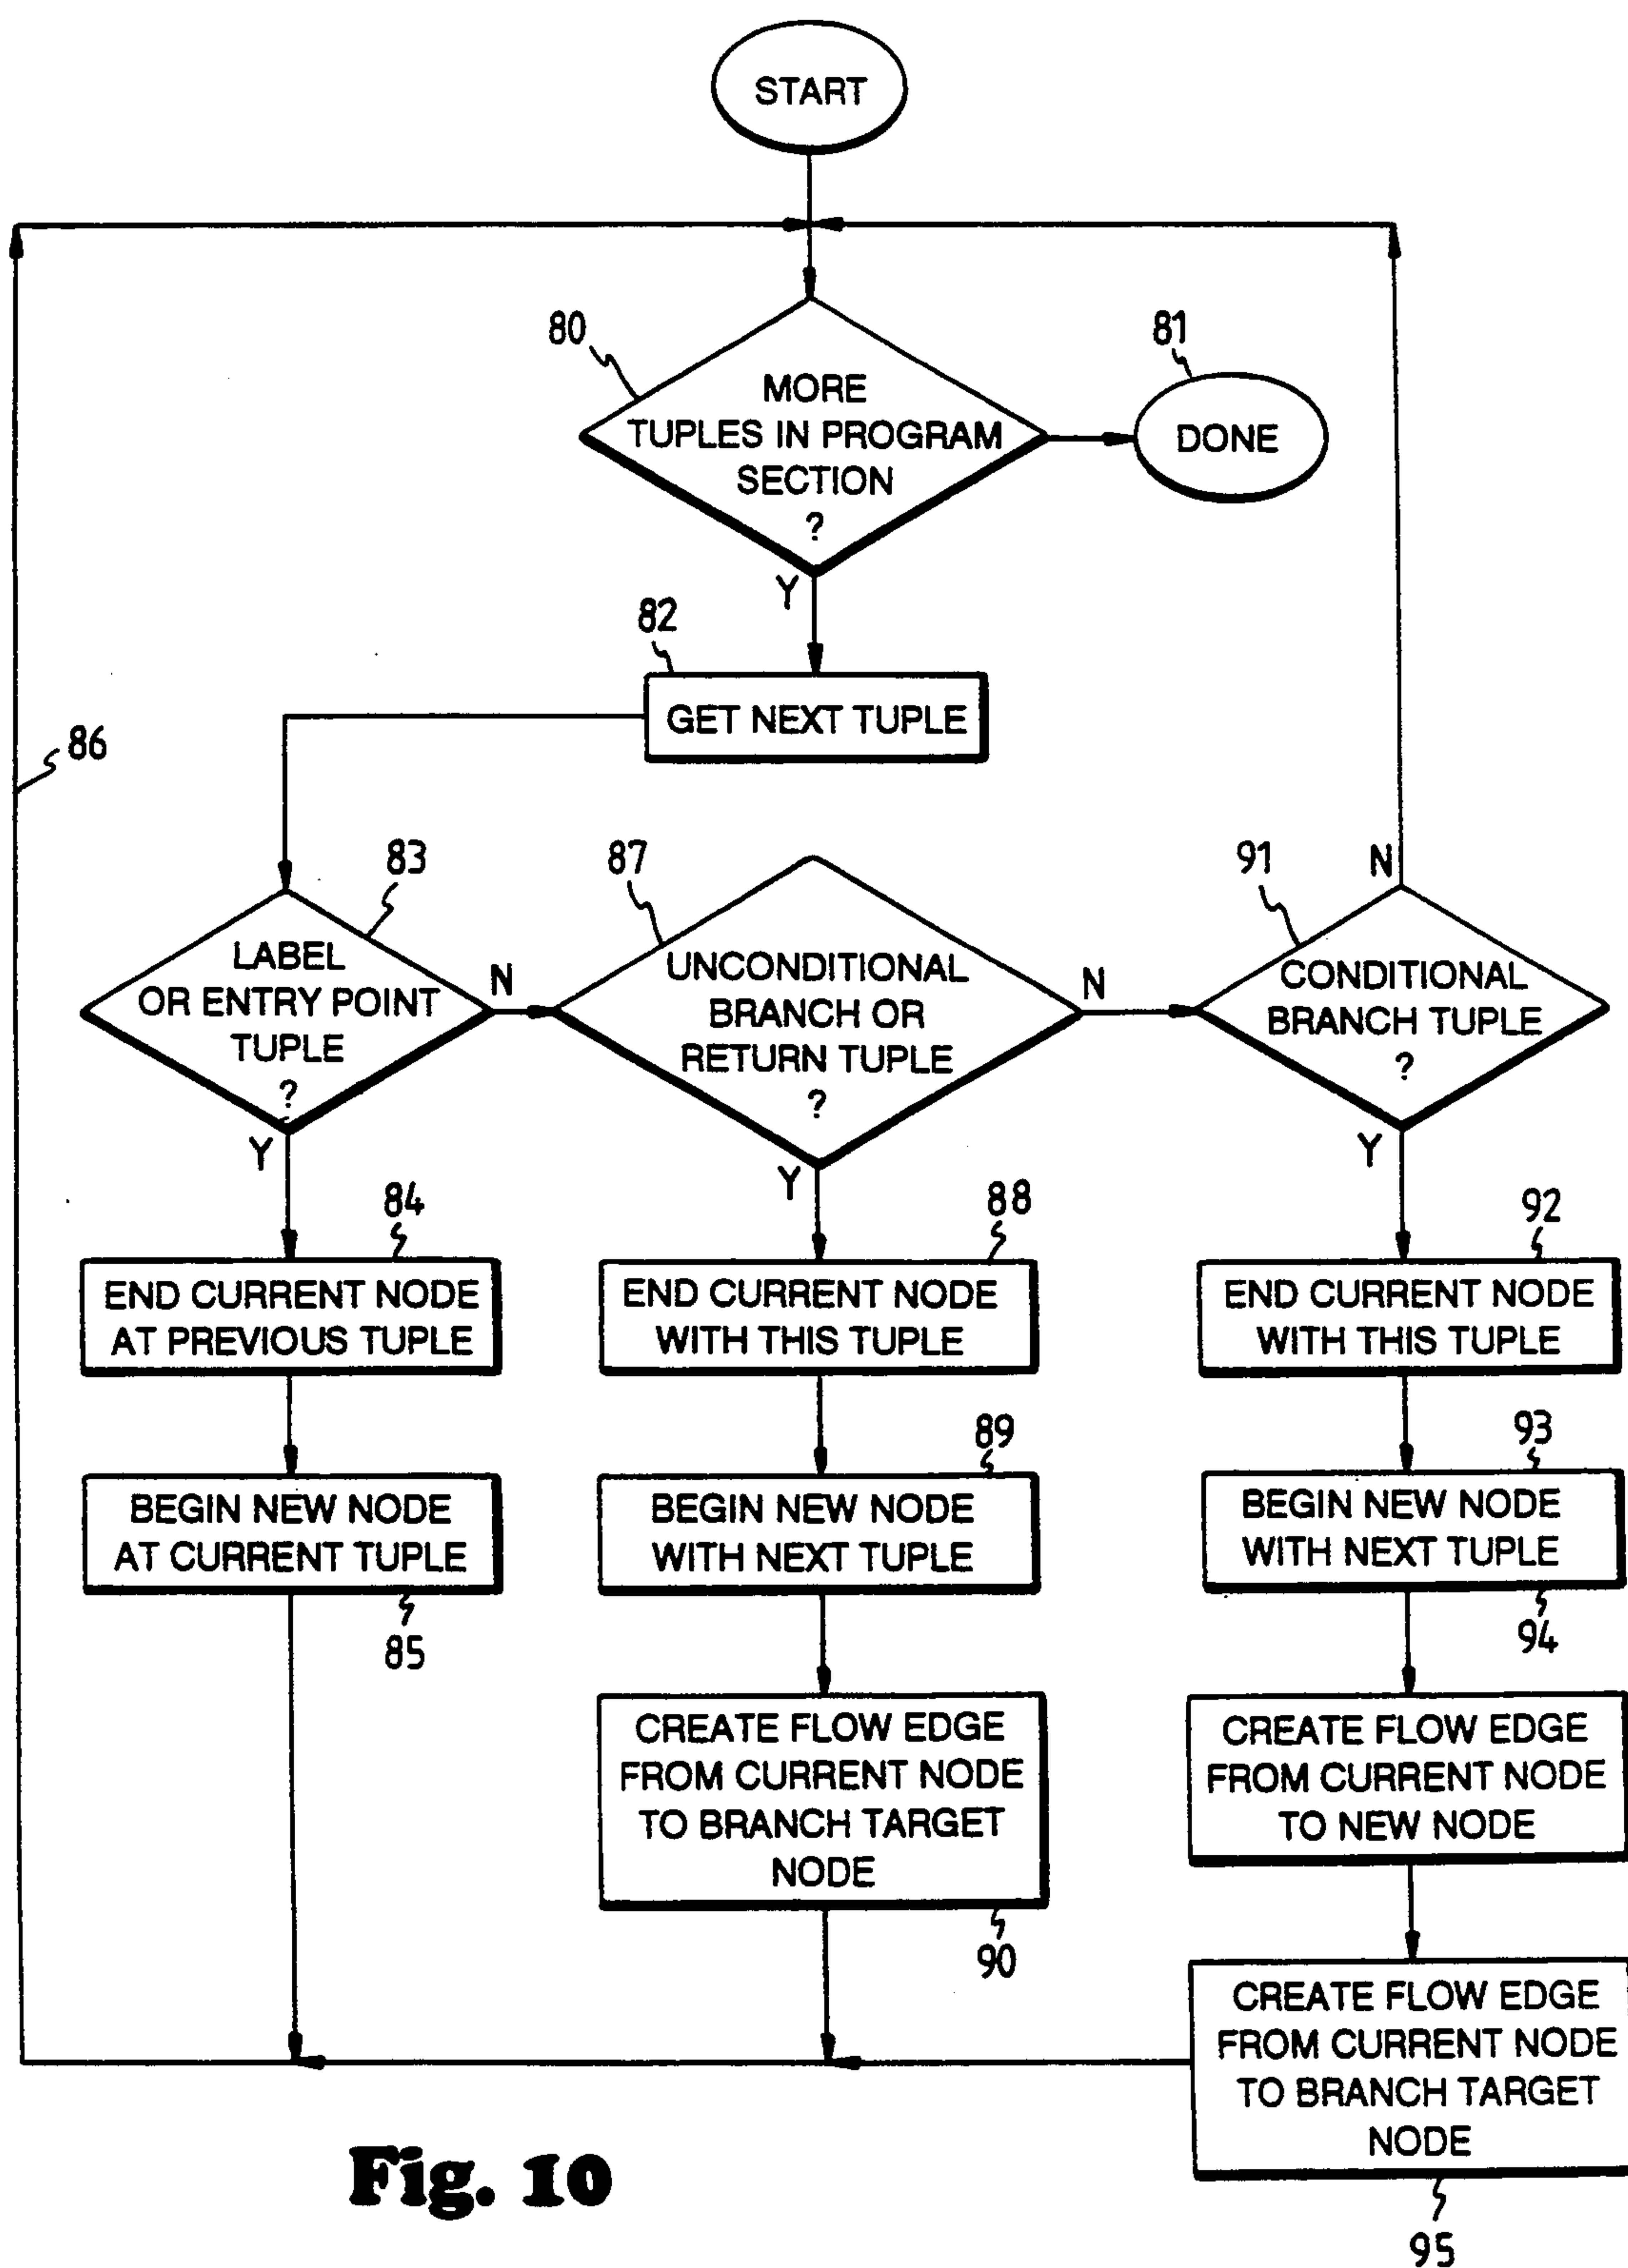 START
80
81
MORE
TUPLES IN PROGRAM
SECTION
?
DONE
Y
82
GET NEXT TUPLE
86
83
87
91
N
LABEL
OR ENTRY POINT
TUPLE
?
N
UNCONDITIONAL
BRANCH OR
RETURN TUPLE
?
N
CONDITIONAL
BRANCH TUPLE
?
Y
Y
Y
84
88
92
END CURRENT NODE
AT PREVIOUS TUPLE
END CURRENT NODE
WITH THIS TUPLE
END CURRENT NODE
WITH THIS TUPLE
89
93
BEGIN NEW NODE
AT CURRENT TUPLE
BEGIN NEW NODE
WITH NEXT TUPLE
BEGIN NEW NODE
WITH NEXT TUPLE
85
94
CREATE FLOW EDGE
FROM CURRENT NODE
TO BRANCH TARGET
NODE
CREATE FLOW EDGE
FROM CURRENT NODE
TO NEW NODE
90
CREATE FLOW EDGE
FROM CURRENT NODE
TO BRANCH TARGET
NODE
95
Fig. 10